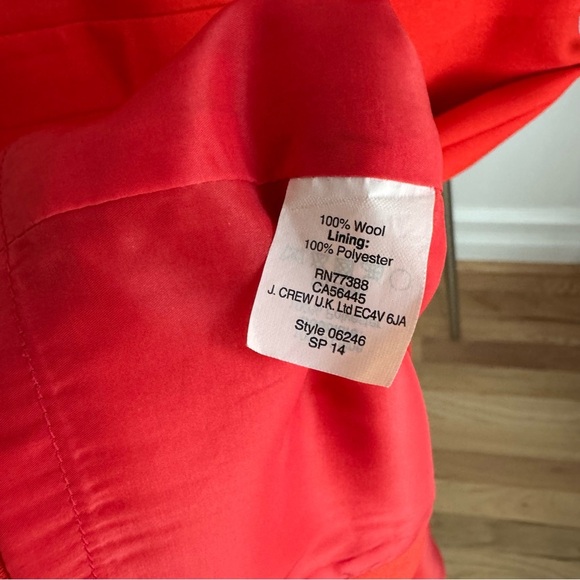 100% Wool
Lining:
100% Polyester
RN77388
CA56445
J. CREW U.K. Ltd EC4V 6JA
Style 06246
SP 14